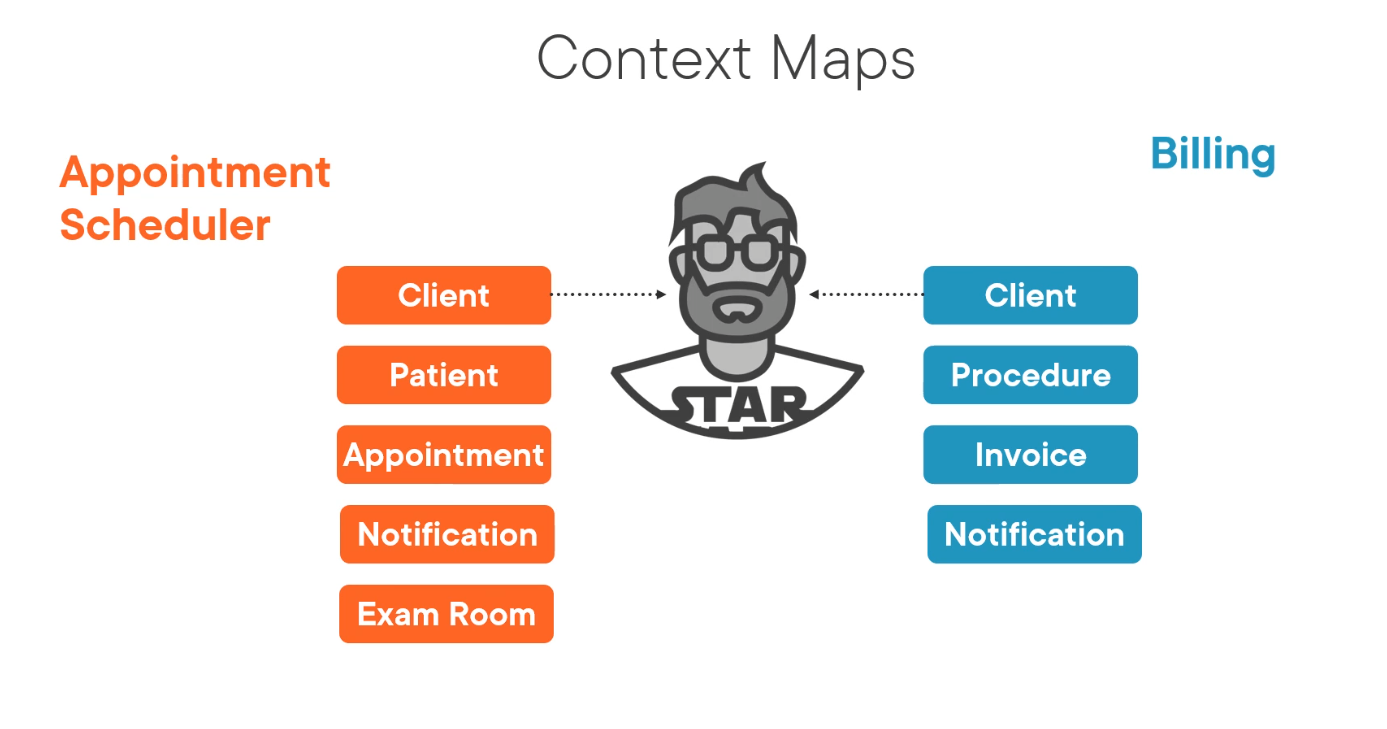 Context Maps
Appointment
Scheduler
Billing
Client
Patient
Appointment
Notification
Exam Room
STAR
Client
Procedure
Invoice
Notification